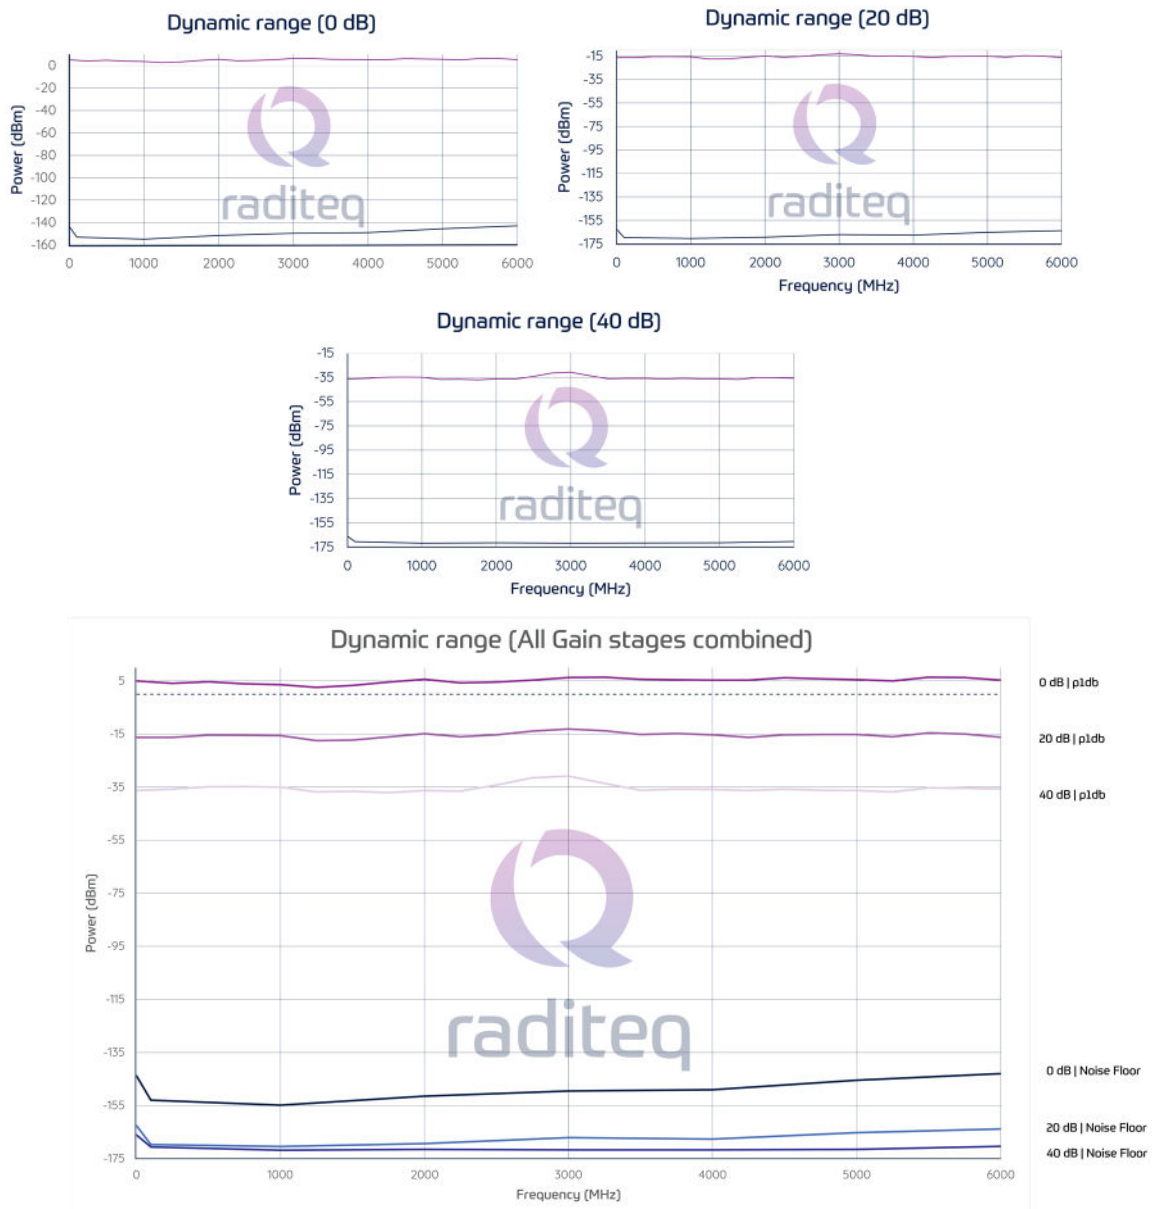 Dynamic range (0 dB)
Dynamic range (20 dB)
Power (dBm)
0
-20
-40
-60
-80
-100
-120
-140
-160
0 1000 2000 3000 4000 5000 6000
raditeq
Power (dBm)
-15
-35
-55
-75
-95
-115
-135
-155
-175
0 1000 2000 3000 4000 5000 6000
Frequency (MHz)
raditeq
Dynamic range (40 dB)
Power (dBm)
-15
-35
-55
-75
-95
-115
-135
-155
-175
0 1000 2000 3000 4000 5000 6000
Frequency (MHz)
raditeq
Dynamic range (All Gain stages combined)
Power (dBm)
5
-15
-35
-55
-75
-95
-115
-135
-155
-175
0 1000 2000 3000 4000 5000 6000
Frequency (MHz)
raditeq
0 dB | p1db
20 dB | p1db
40 dB | p1db
0 dB | Noise Floor
20 dB | Noise Floor
40 dB | Noise Floor